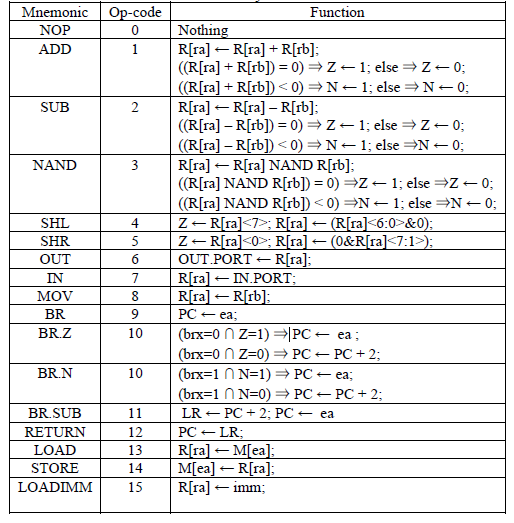 Mnemonic Op-code Function
NOP 0 Nothing
ADD 1 R[ra] ← R[ra] + R[rb];
((R[ra] + R[rb]) = 0) ⇒ Z ← 1; else ⇒ Z ← 0;
((R[ra] + R[rb]) < 0) ⇒ N ← 1; else ⇒ N ← 0;
SUB 2 R[ra] ← R[ra] – R[rb];
((R[ra] – R[rb]) = 0) ⇒ Z ← 1; else ⇒ Z ← 0;
((R[ra] – R[rb]) < 0) ⇒ N ← 1; else ⇒N ← 0;
NAND 3 R[ra] ← R[ra] NAND R[rb];
((R[ra] NAND R[rb]) = 0) ⇒Z ← 1; else ⇒Z ← 0;
((R[ra] NAND R[rb]) < 0) ⇒N ← 1; else ⇒N ← 0;
SHL 4 Z ← R[ra]<7>; R[ra] ← (R[ra]<6:0>&0);
SHR 5 Z ← R[ra]<0>; R[ra] ← (0&R[ra]<7:1>);
OUT 6 OUT.PORT ← R[ra];
IN 7 R[ra] ← IN.PORT;
MOV 8 R[ra] ← R[rb];
BR 9 PC ← ea;
BR.Z 10 (brx=0 ∩ Z=1) ⇒PC ← ea ;
(brx=0 ∩ Z=0) ⇒ PC ← PC + 2;
BR.N 10 (brx=1 ∩ N=1) ⇒ PC ← ea;
(brx=1 ∩ N=0) ⇒ PC ← PC + 2;
BR.SUB 11 LR ← PC + 2; PC ← ea
RETURN 12 PC ← LR;
LOAD 13 R[ra] ← M[ea];
STORE 14 M[ea] ← R[ra];
LOADIMM 15 R[ra] ← imm;